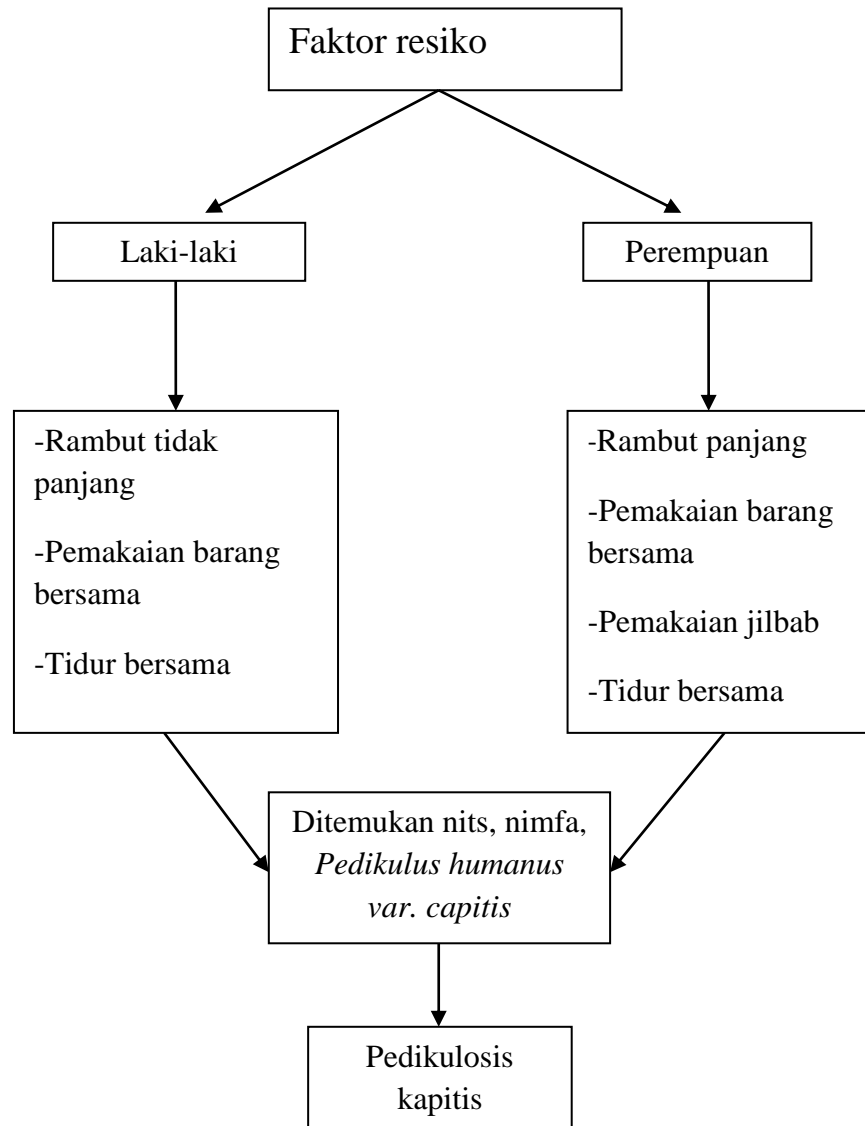 Faktor resiko
Laki-laki
Perempuan
-Rambut tidak
panjang
-Pemakaian barang
bersama
-Tidur bersama
-Rambut panjang
-Pemakaian barang
bersama
-Pemakaian jilbab
-Tidur bersama
Ditemukan nits, nimfa,
Pedikulus humanus
var. capitis
Pedikulosis
kapitis